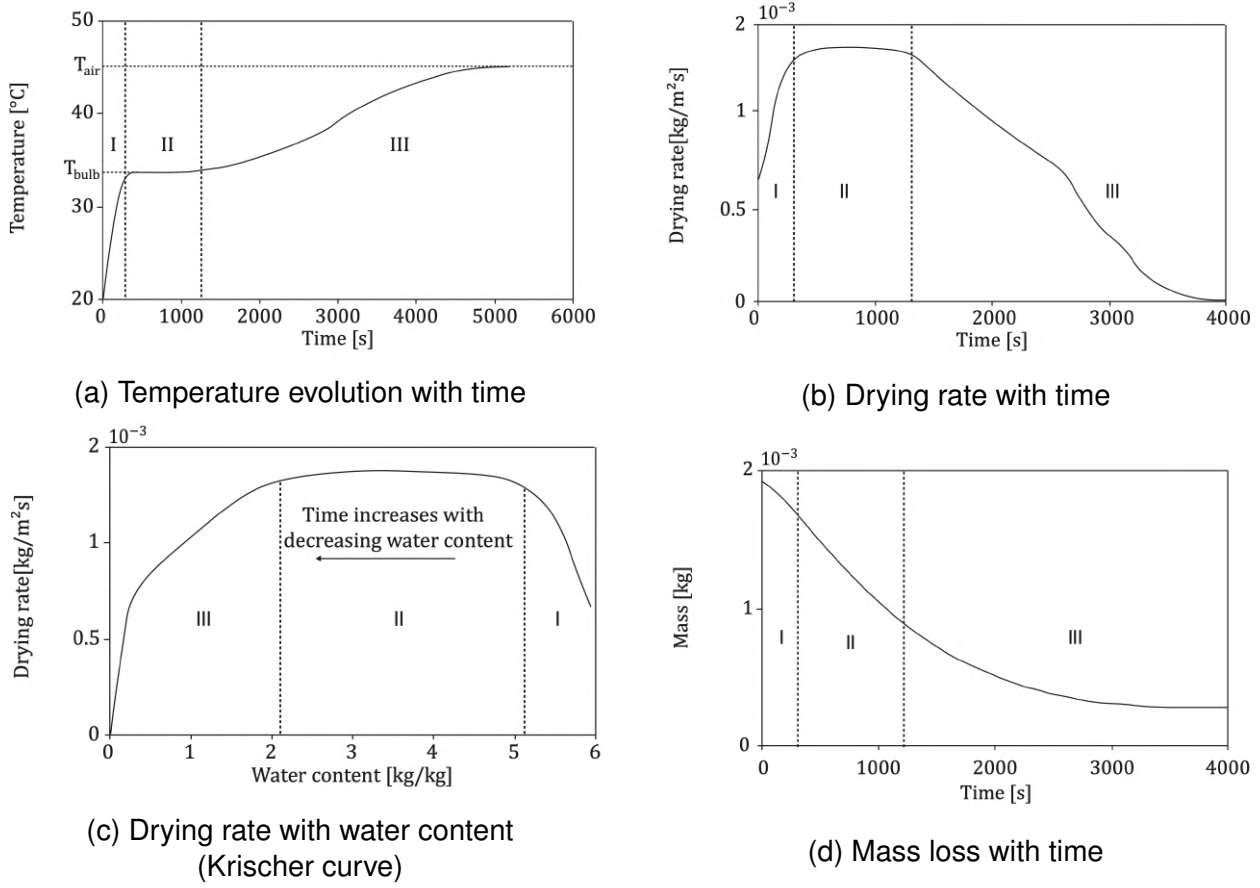 50
T_air
40
I
II
III
T_bulb
30
20
Temperature [°C]
0
1000
2000
3000
4000
5000
6000
Time [s]
(a) Temperature evolution with time
10⁻³
2
1
0.5
0
Drying rate[kg/m²s]
I
II
III
0
1000
2000
3000
4000
Time [s]
(b) Drying rate with time
10⁻³
2
1
0.5
0
Drying rate[kg/m²s]
Time increases with
decreasing water content
III
II
I
0
1
2
3
4
5
6
Water content [kg/kg]
(c) Drying rate with water content
(Krischer curve)
10⁻³
2
1
0
Mass [kg]
I
II
III
0
1000
2000
3000
4000
Time [s]
(d) Mass loss with time